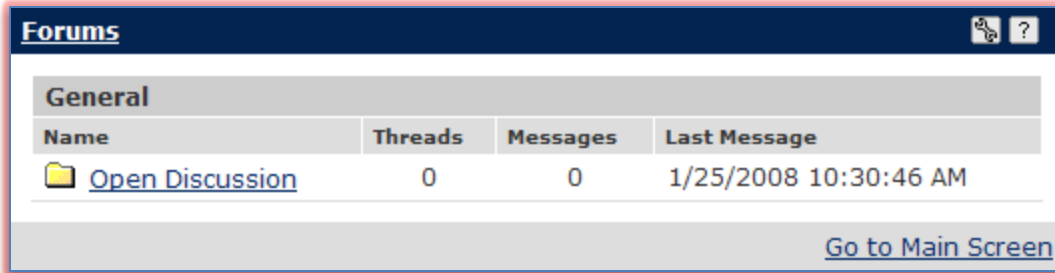 Forums ?
General
Name Threads Messages Last Message
Open Discussion 0 0 1/25/2008 10:30:46 AM
Go to Main Screen